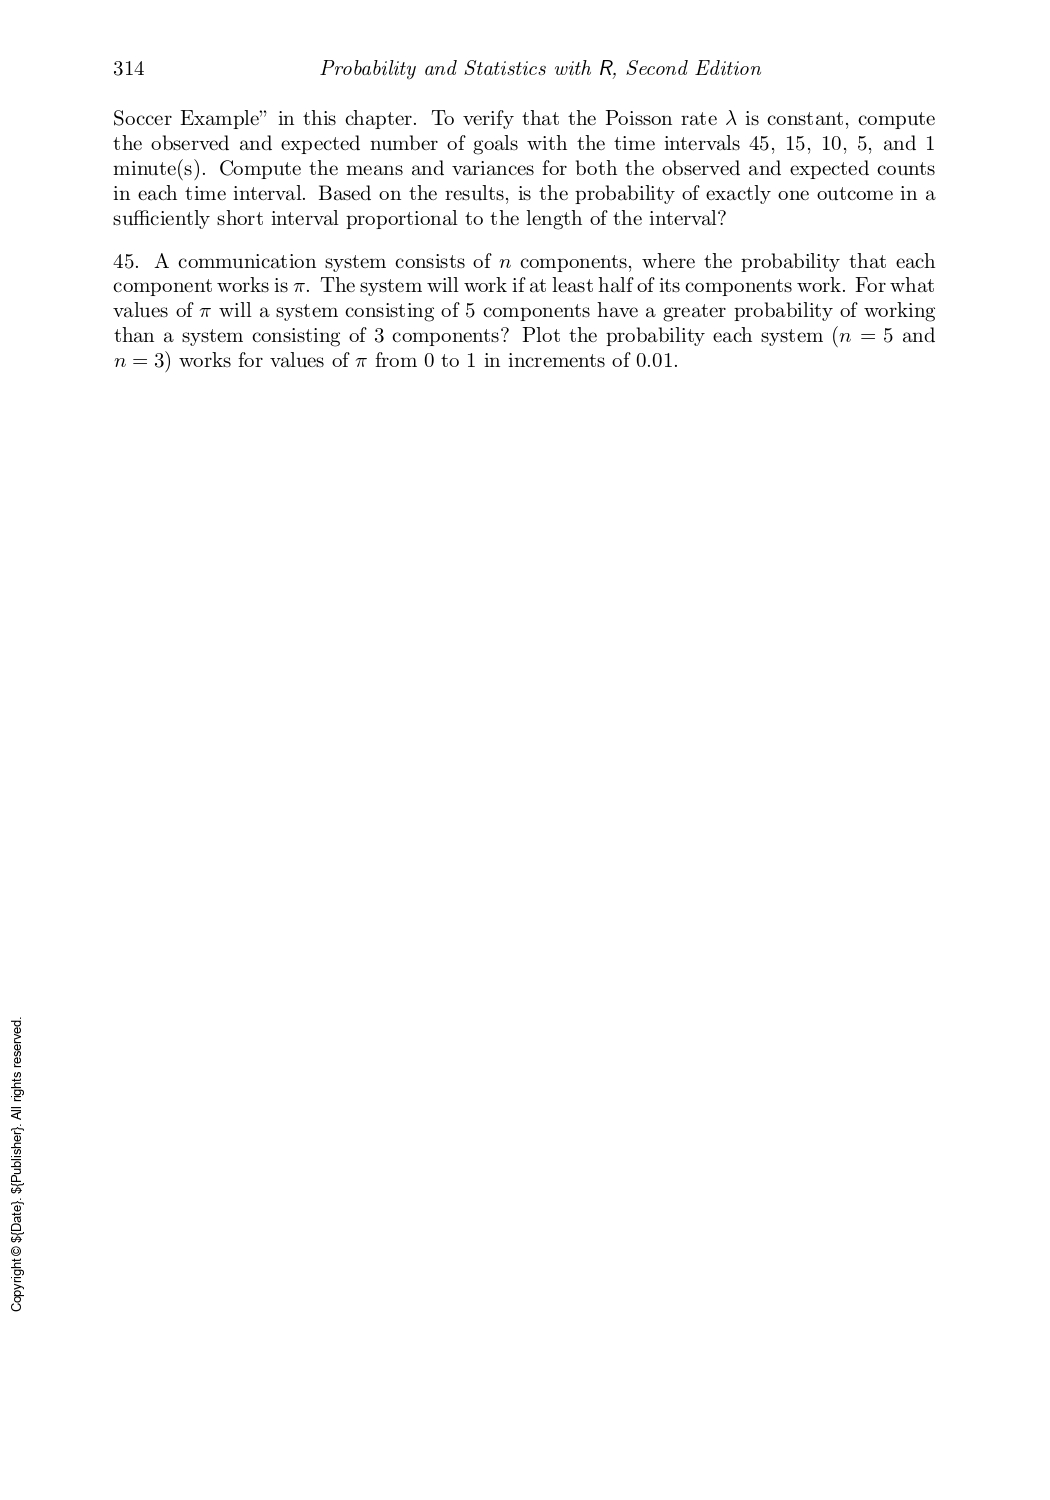 314 Probability and Statistics with R, Second Edition
Soccer Example” in this chapter. To verify that the Poisson rate λ is constant, compute
the observed and expected number of goals with the time intervals 45, 15, 10, 5, and 1
minute(s). Compute the means and variances for both the observed and expected counts
in each time interval. Based on the results, is the probability of exactly one outcome in a
sufficiently short interval proportional to the length of the interval?
45. A communication system consists of n components, where the probability that each
component works is π. The system will work if at least half of its components work. For what
values of π will a system consisting of 5 components have a greater probability of working
than a system consisting of 3 components? Plot the probability each system (n = 5 and
n = 3) works for values of π from 0 to 1 in increments of 0.01.
Copyright © ${Date}. ${Publisher}. All rights reserved.